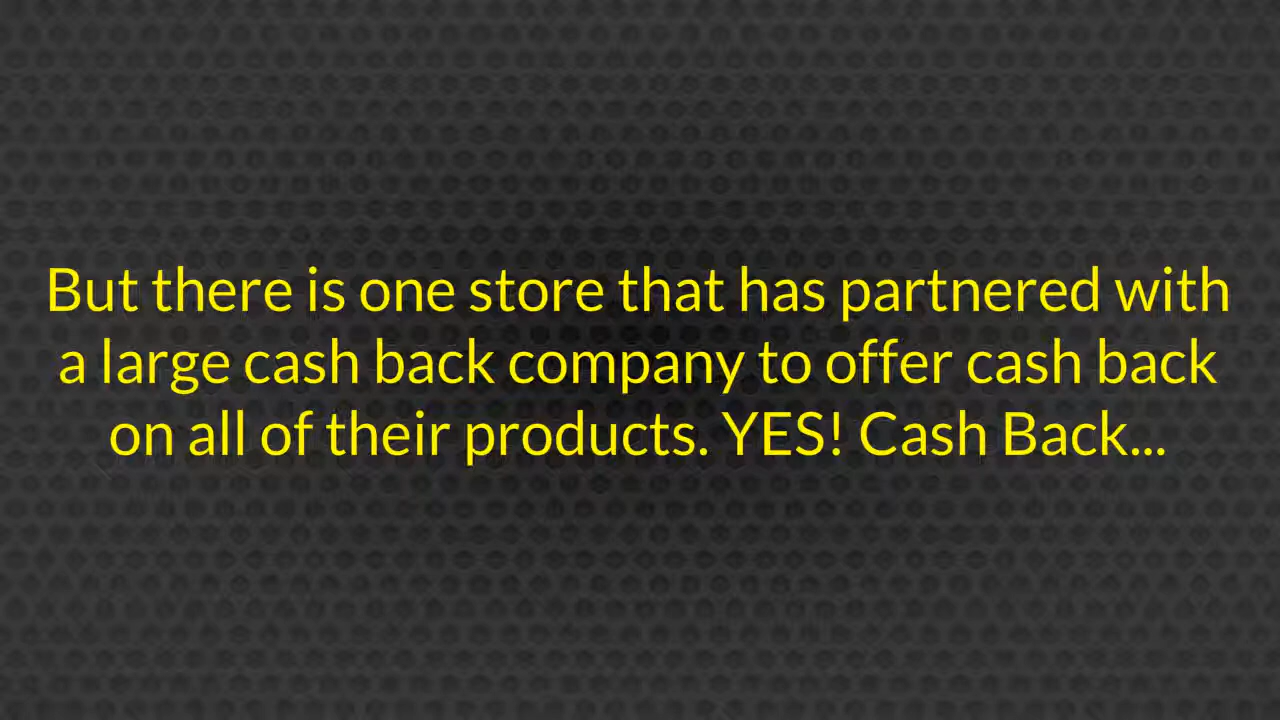 But there is one store that has partnered with
a large cash back company to offer cash back
on all of their products. YES! Cash Back...